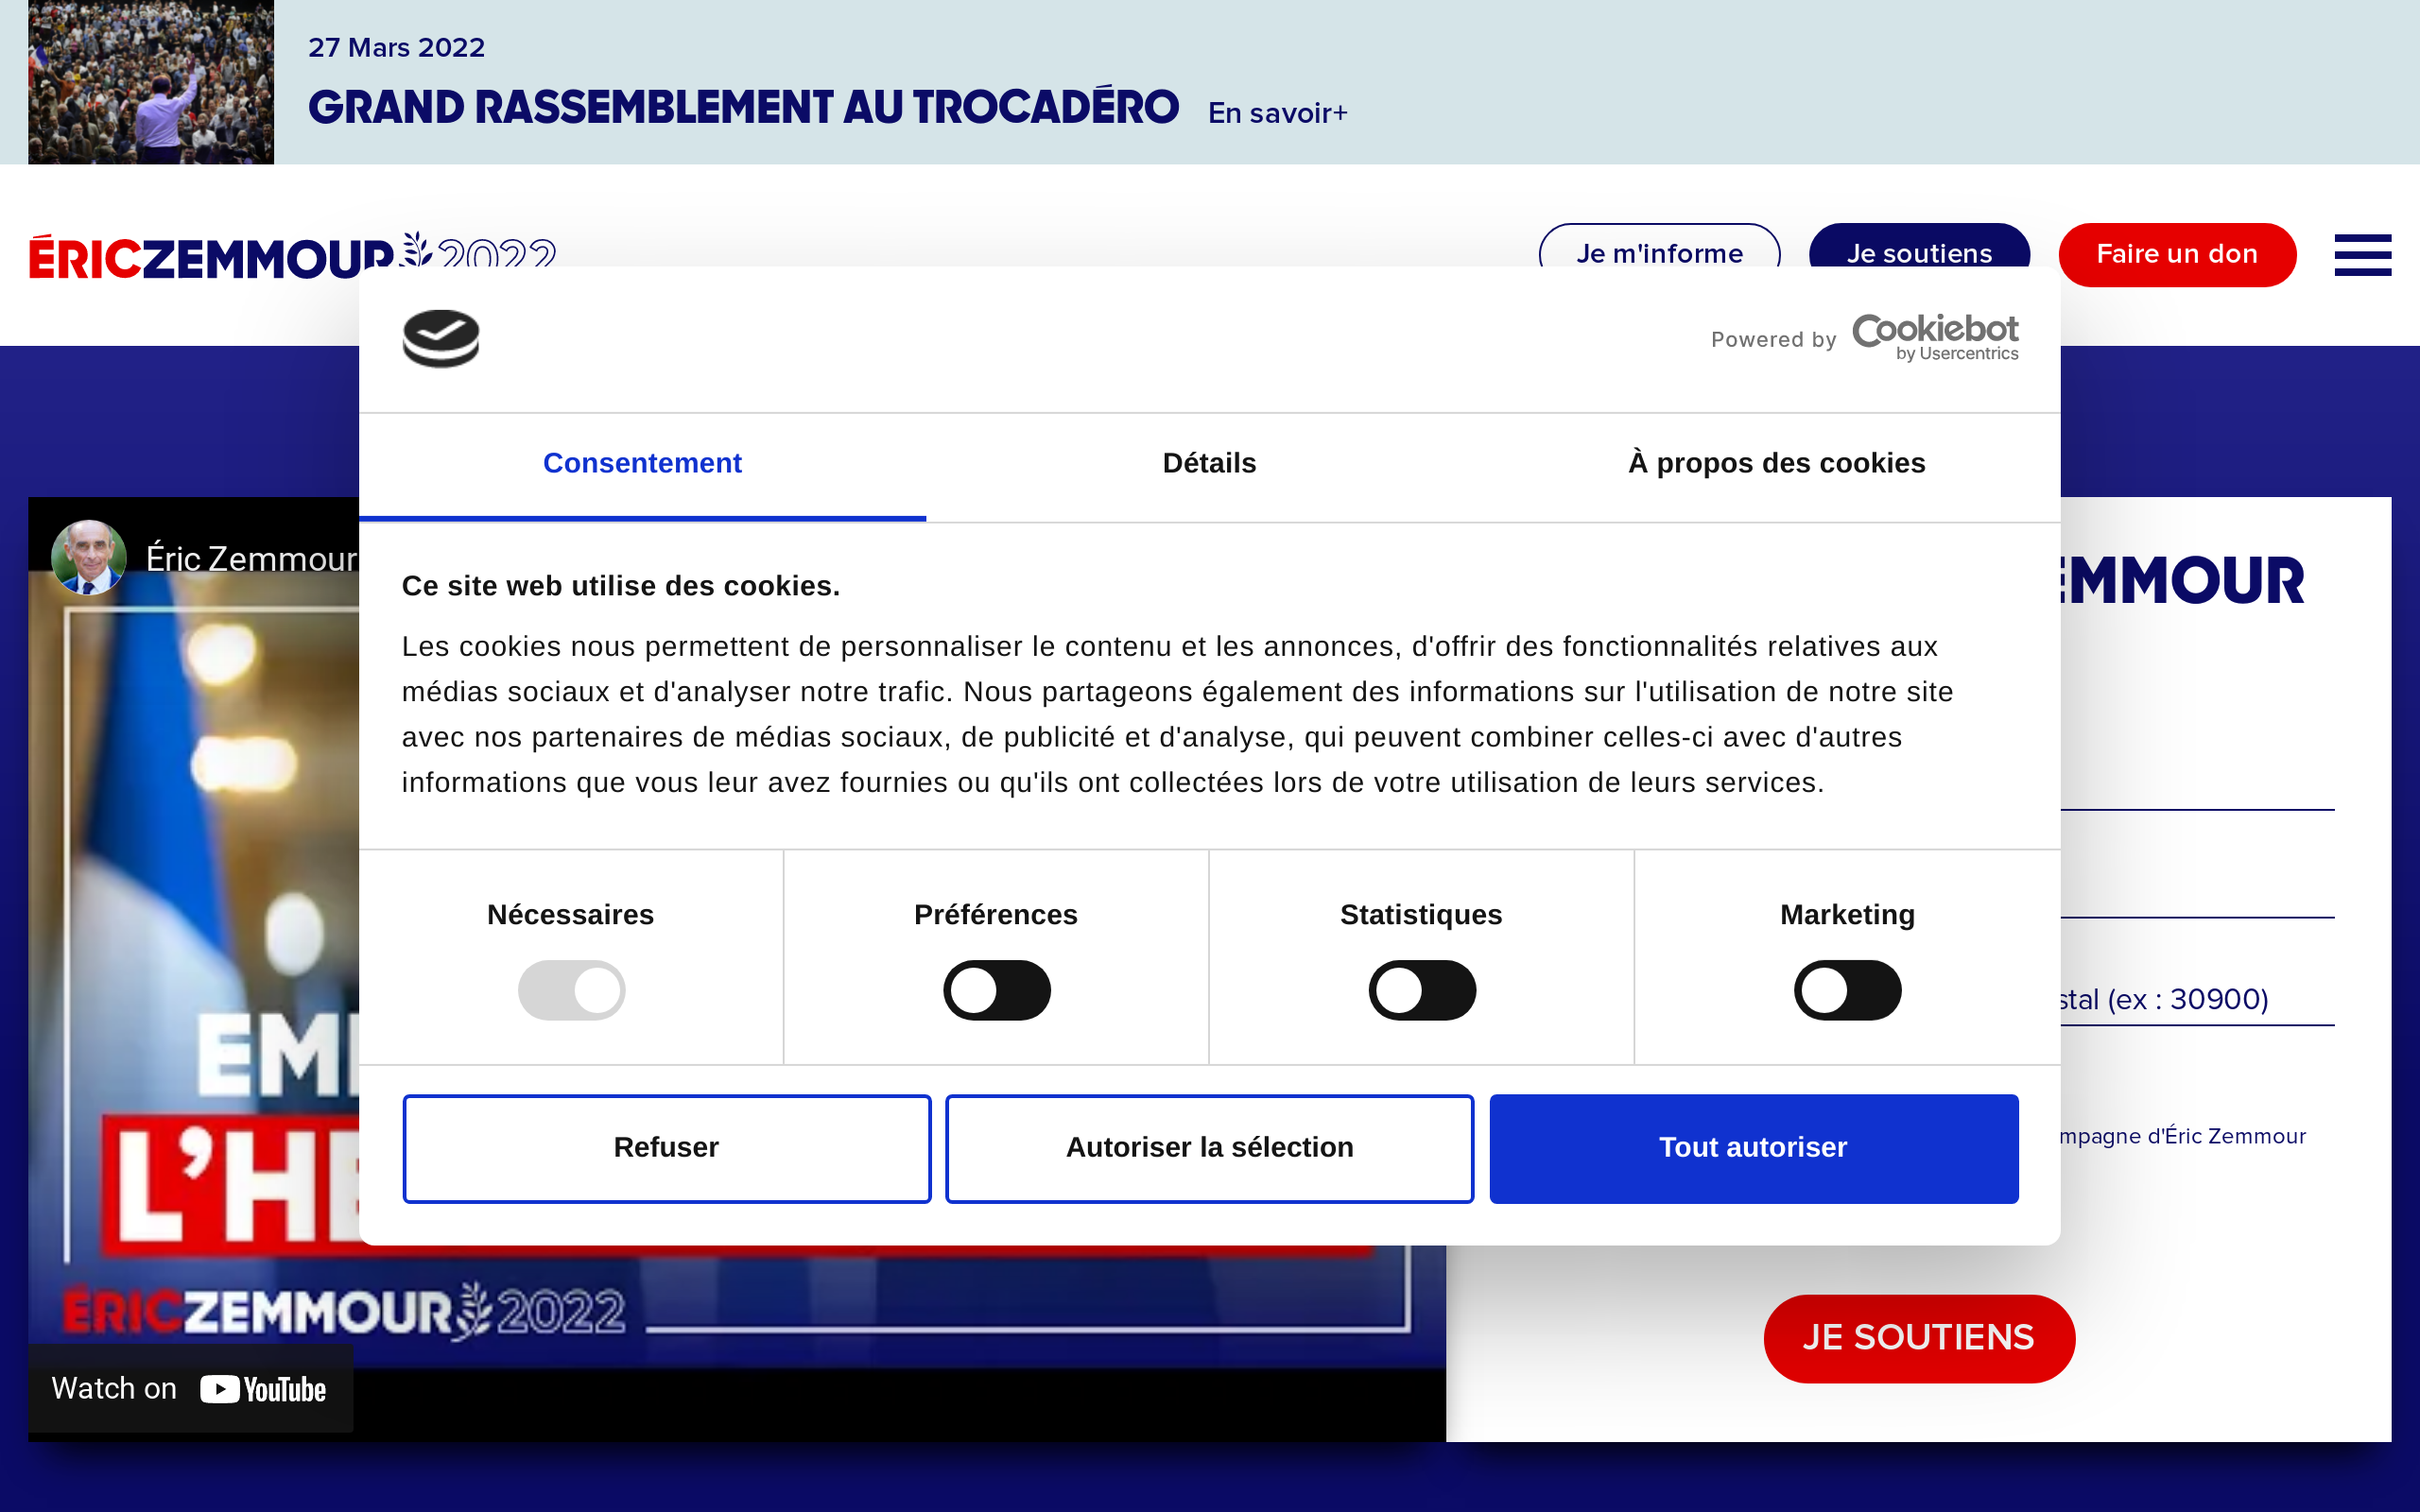 27 Mars 2022
GRAND RASSEMBLEMENT AU TROCADÉRO En savoir+
ÉRICZEMMOUR 2022
Je m'informe
Je soutiens
Faire un don
Powered by Cookiebot
by Usercentrics
Consentement
Détails
À propos des cookies
Éric Zemmour
EMMOUR
Ce site web utilise des cookies.
Les cookies nous permettent de personnaliser le contenu et les annonces, d'offrir des fonctionnalités relatives aux
médias sociaux et d'analyser notre trafic. Nous partageons également des informations sur l'utilisation de notre site
avec nos partenaires de médias sociaux, de publicité et d'analyse, qui peuvent combiner celles-ci avec d'autres
informations que vous leur avez fournies ou qu'ils ont collectées lors de votre utilisation de leurs services.
Nécessaires
Préférences
Statistiques
Marketing
stal (ex : 30900)
EM
L'HE
mpagne d'Éric Zemmour
Refuser
Autoriser la sélection
Tout autoriser
ÉRICZEMMOUR 2022
JE SOUTIENS
Watch on YouTube